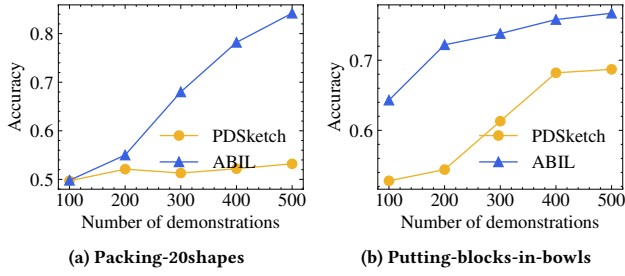 0.8
0.7
0.6
0.5
Accuracy
PDSketch
ABIL
100 200 300 400 500
Number of demonstrations
(a) Packing-20shapes
0.7
0.6
Accuracy
PDSketch
ABIL
100 200 300 400 500
Number of demonstrations
(b) Putting-blocks-in-bowls